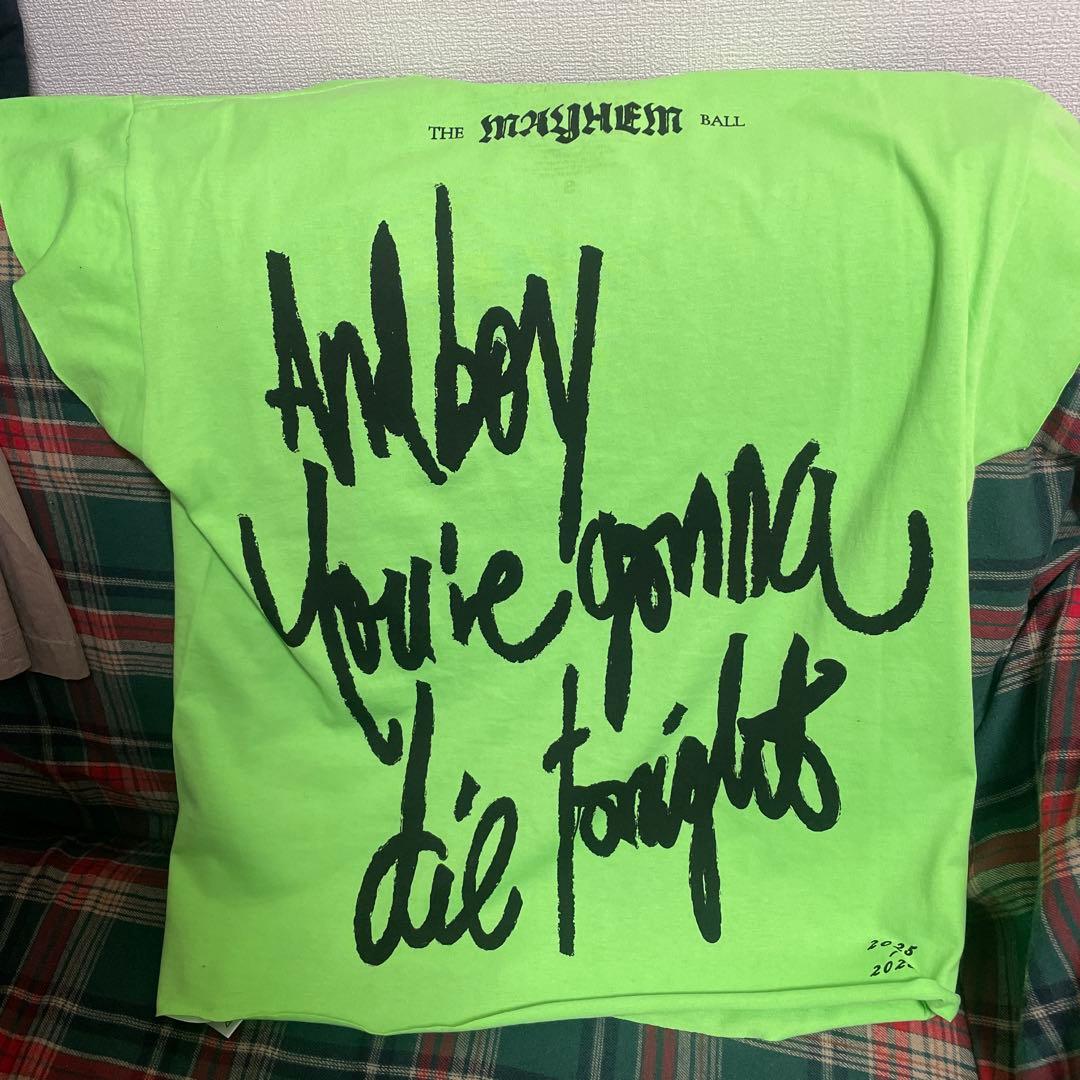 THE MAYHEM BALL
And boy
You're gonna
die tonight
2025
/